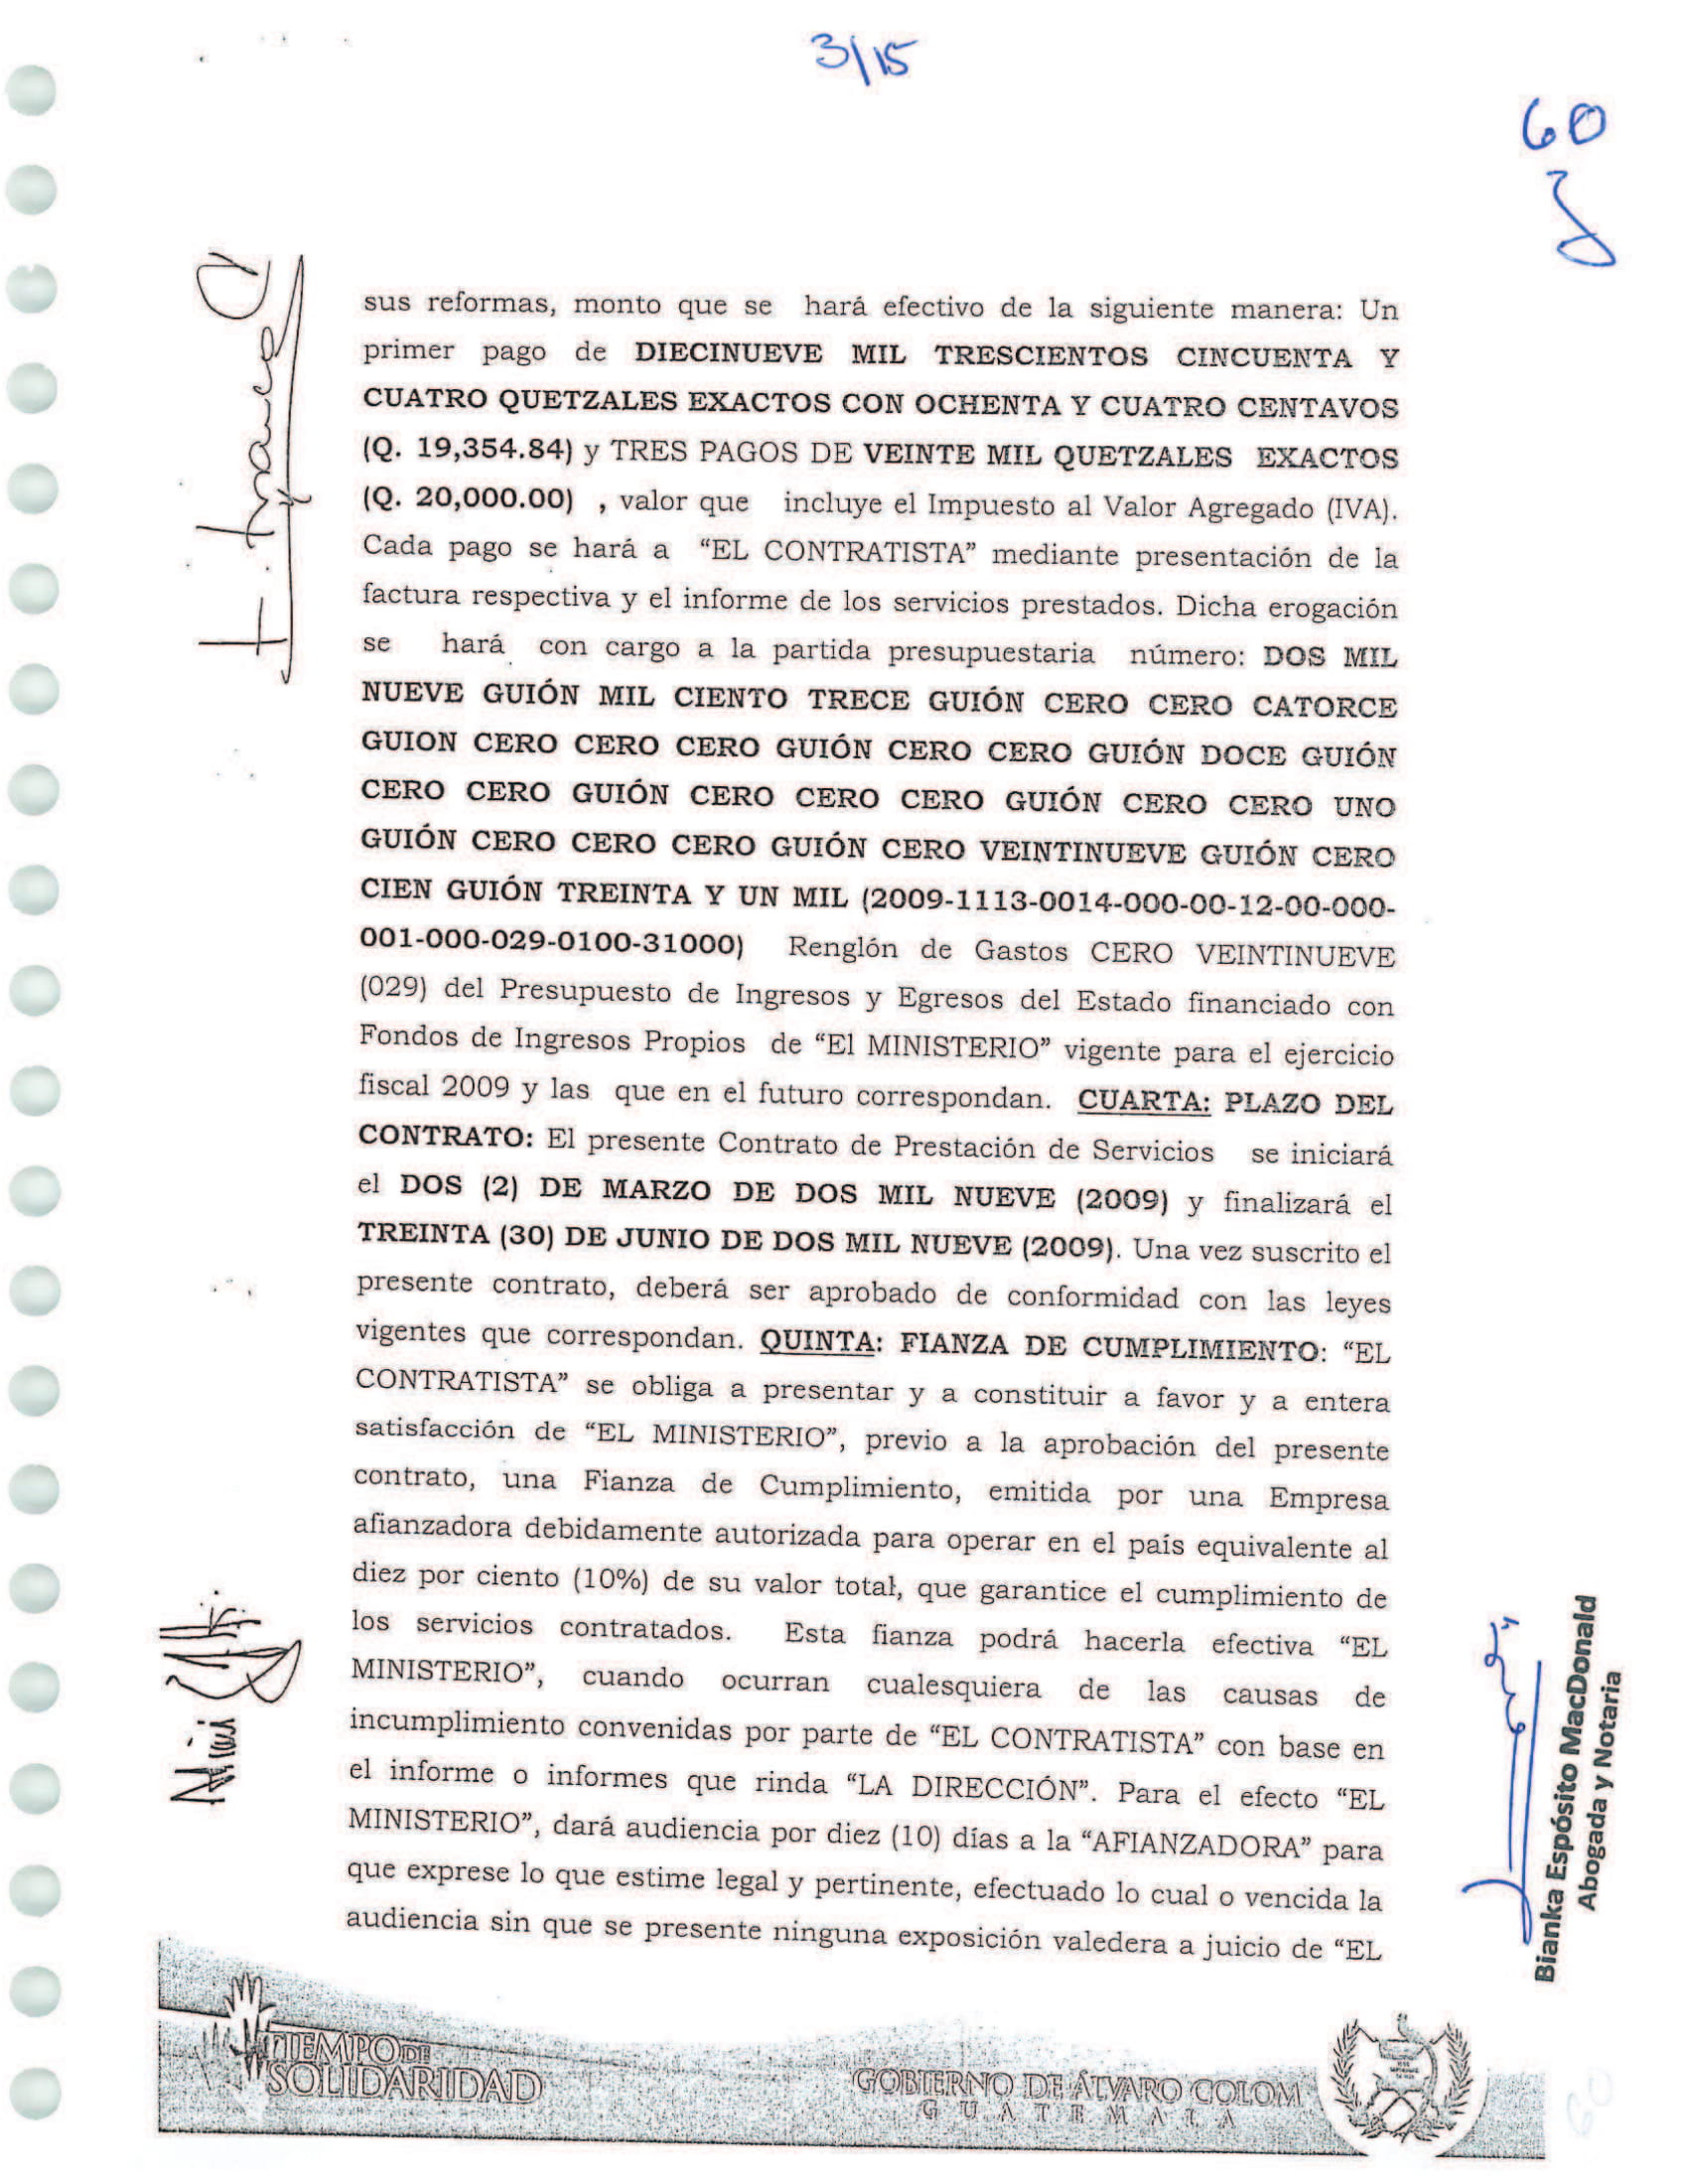 3/15
60
sus reformas, monto que se hará efectivo de la siguiente manera: Un
primer pago de DIECINUEVE MIL TRESCIENTOS CINCUENTA Y
CUATRO QUETZALES EXACTOS CON OCHENTA Y CUATRO CENTAVOS
(Q. 19,354.84) y TRES PAGOS DE VEINTE MIL QUETZALES EXACTOS
(Q. 20,000.00) , valor que incluye el Impuesto al Valor Agregado (IVA).
Cada pago se hará a “EL CONTRATISTA” mediante presentación de la
factura respectiva y el informe de los servicios prestados. Dicha erogación
se hará con cargo a la partida presupuestaria número: DOS MIL
NUEVE GUIÓN MIL CIENTO TRECE GUIÓN CERO CERO CATORCE
GUION CERO CERO CERO GUIÓN CERO CERO GUIÓN DOCE GUIÓN
CERO CERO GUIÓN CERO CERO CERO GUIÓN CERO CERO UNO
GUIÓN CERO CERO CERO GUIÓN CERO VEINTINUEVE GUIÓN CERO
CIEN GUIÓN TREINTA Y UN MIL (2009-1113-0014-000-00-12-00-000-
001-000-029-0100-31000) Renglón de Gastos CERO VEINTINUEVE
(029) del Presupuesto de Ingresos y Egresos del Estado financiado con
Fondos de Ingresos Propios de “El MINISTERIO” vigente para el ejercicio
fiscal 2009 y las que en el futuro correspondan. CUARTA: PLAZO DEL
CONTRATO: El presente Contrato de Prestación de Servicios se iniciará
el DOS (2) DE MARZO DE DOS MIL NUEVE (2009) y finalizará el
TREINTA (30) DE JUNIO DE DOS MIL NUEVE (2009). Una vez suscrito el
presente contrato, deberá ser aprobado de conformidad con las leyes
vigentes que correspondan. QUINTA: FIANZA DE CUMPLIMIENTO: “EL
CONTRATISTA” se obliga a presentar y a constituir a favor y a entera
satisfacción de “EL MINISTERIO”, previo a la aprobación del presente
contrato, una Fianza de Cumplimiento, emitida por una Empresa
afianzadora debidamente autorizada para operar en el país equivalente al
diez por ciento (10%) de su valor total, que garantice el cumplimiento de
los servicios contratados. Esta fianza podrá hacerla efectiva “EL
MINISTERIO”, cuando ocurran cualesquiera de las causas de
incumplimiento convenidas por parte de “EL CONTRATISTA” con base en
el informe o informes que rinda “LA DIRECCIÓN”. Para el efecto “EL
MINISTERIO”, dará audiencia por diez (10) días a la “AFIANZADORA” para
que exprese lo que estime legal y pertinente, efectuado lo cual o vencida la
audiencia sin que se presente ninguna exposición valedera a juicio de “EL
Bianka Espósito MacDonald
Abogada y Notaria
TIEMPO DE
SOLIDARIDAD
GOBIERNO DE ÁLVARO COLOM
GUATEMALA
60